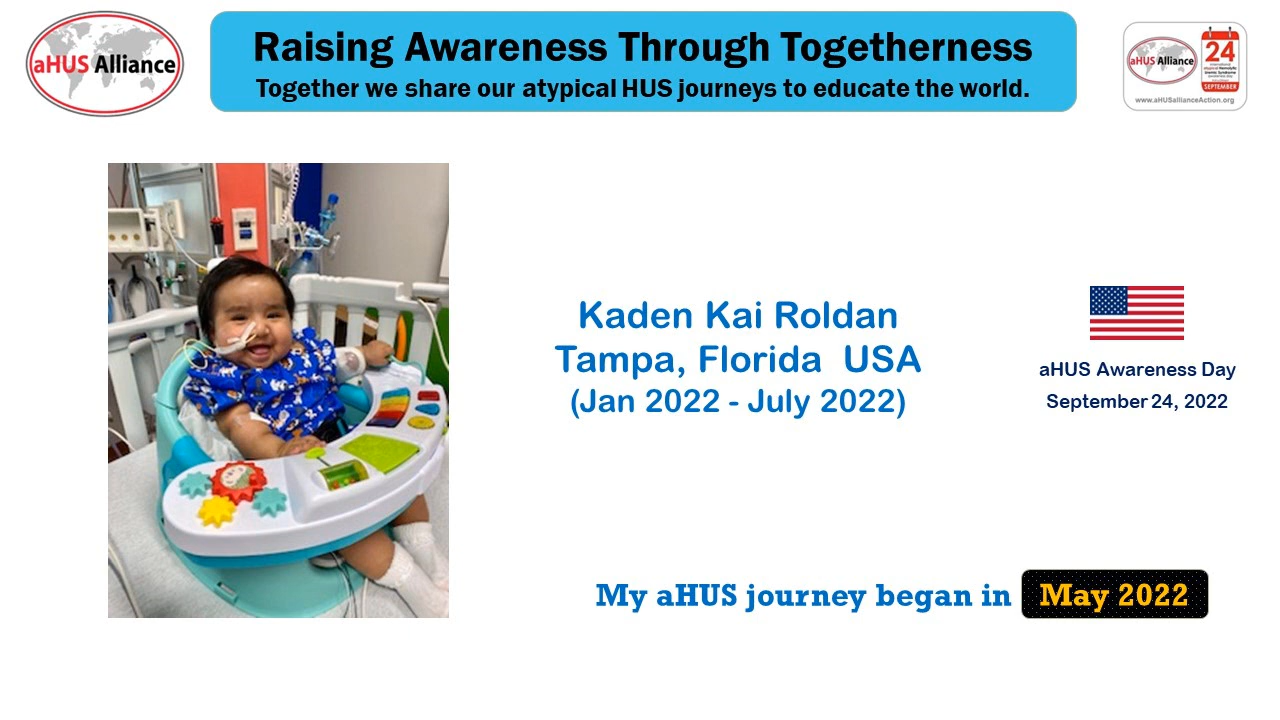 aHUS Alliance
Raising Awareness Through Togetherness
Together we share our atypical HUS journeys to educate the world.
aHUS Alliance
24
SEPTEMBER
www.aHUSallianceAction.org
Kaden Kai Roldan
Tampa, Florida  USA
(Jan 2022 - July 2022)
aHUS Awareness Day
September 24, 2022
My aHUS journey began in May 2022